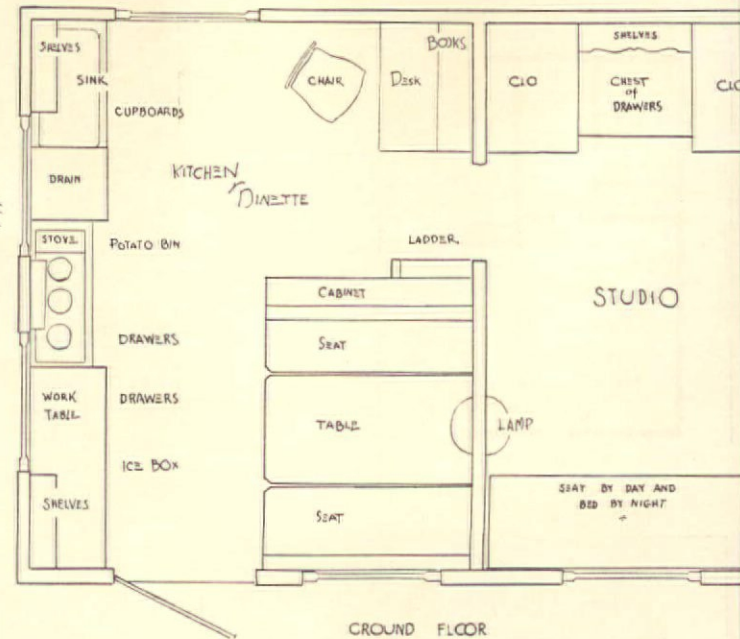 SHELVES
SINK
CUPBOARDS
CHAIR
DESK
BOOKS
CLO
SHELVES
CHEST
of
DRAWERS
CLO
DRAIN
KITCHEN
DINETTE
STOVE
POTATO BIN
LADDER
CABINET
STUDIO
DRAWERS
SEAT
WORK
TABLE
DRAWERS
TABLE
LAMP
ICE BOX
SHELVES
SEAT
SEAT BY DAY AND
BED BY NIGHT
GROUND FLOOR